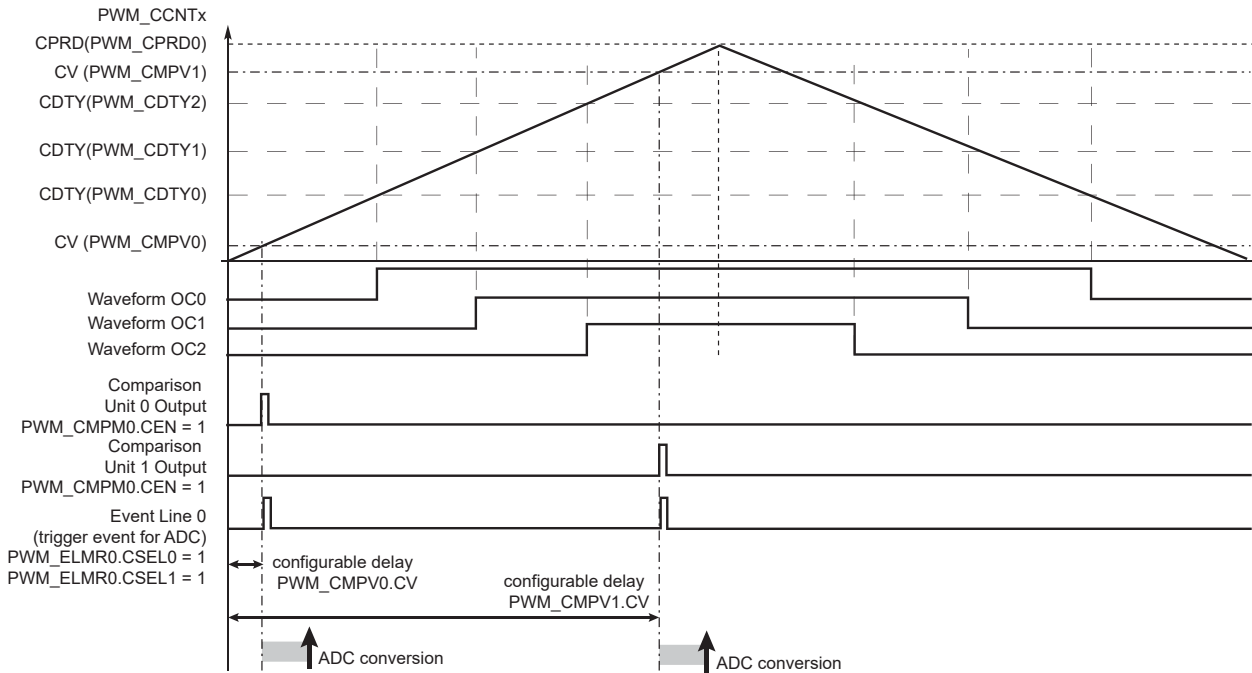 PWM_CCNTx
CPRD(PWM_CPRD0)
CV (PWM_CMPV1)
CDTY(PWM_CDTY2)
CDTY(PWM_CDTY1)
CDTY(PWM_CDTY0)
CV (PWM_CMPV0)
Waveform OC0
Waveform OC1
Waveform OC2
Comparison
Unit 0 Output
PWM_CMPM0.CEN = 1
Comparison
Unit 1 Output
PWM_CMPM0.CEN = 1
Event Line 0
(trigger event for ADC)
PWM_ELMR0.CSEL0 = 1
PWM_ELMR0.CSEL1 = 1
configurable delay
PWM_CMPV0.CV
configurable delay
PWM_CMPV1.CV
ADC conversion
ADC conversion